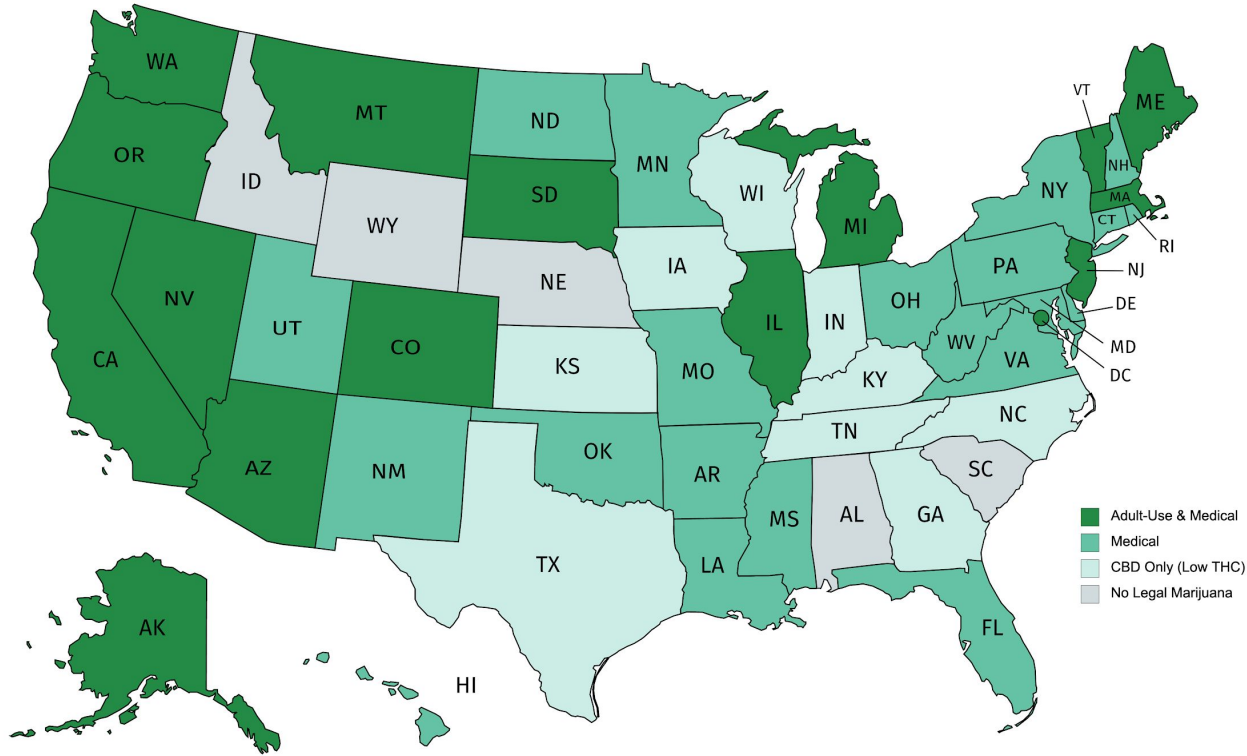 WA
MT
ND
MN
VT
ME
OR
ID
SD
WI
MI
NY
NH
MA
CT
RI
WY
IA
PA
NJ
NE
OH
DE
NV
UT
CO
IL
IN
WV
VA
MD
DC
CA
KS
MO
KY
NC
TN
AZ
NM
OK
AR
SC
MS
AL
GA
TX
LA
FL
AK
HI
Adult-Use & Medical
Medical
CBD Only (Low THC)
No Legal Marijuana